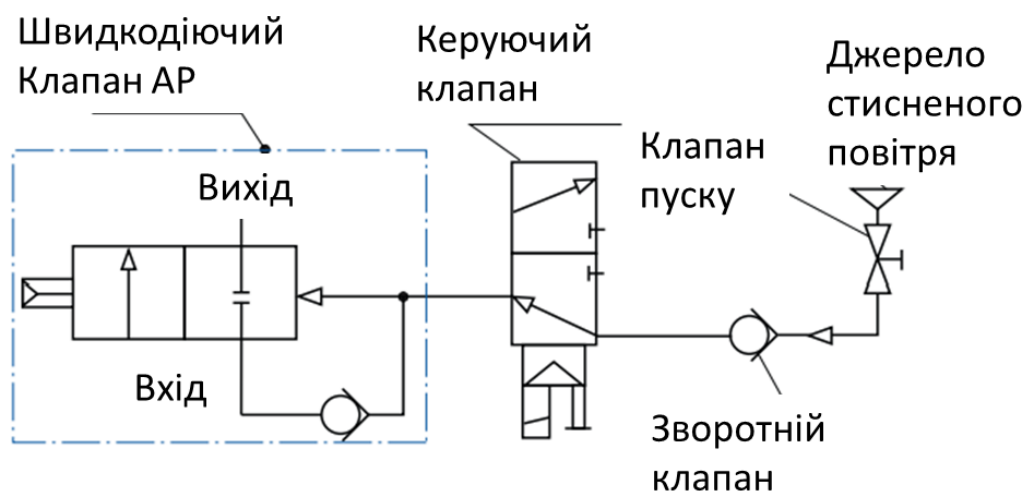 Швидкодіючий
Клапан АР
Керуючий
клапан
Джерело
стисненого
повітря
Клапан
пуску
Вихід
Вхід
Зворотній
клапан